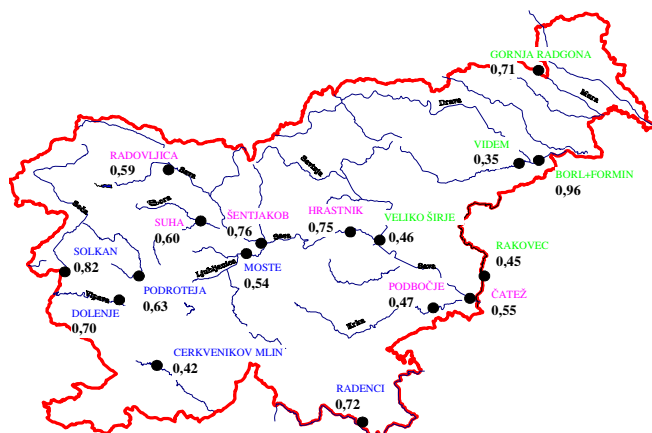 GORNJA RADGONA
0,71
Mura
Drava
VIDEM
0,35
BORL+FORMIN
0,96
RADOVLJICA
0,59
Sava
Savinja
Soča
SUHA
0,60
ŠENTJAKOB
0,76
Sava
HRASTNIK
0,75
VELIKO ŠIRJE
0,46
SOLKAN
0,82
PODROTEJA
0,63
Ljubljanica
MOSTE
0,54
Sava
RAKOVEC
0,45
Vipava
DOLENJE
0,70
PODBOČJE
0,47
ČATEŽ
0,55
Krka
CERKVENIKOV MLIN
0,42
RADENCI
0,72